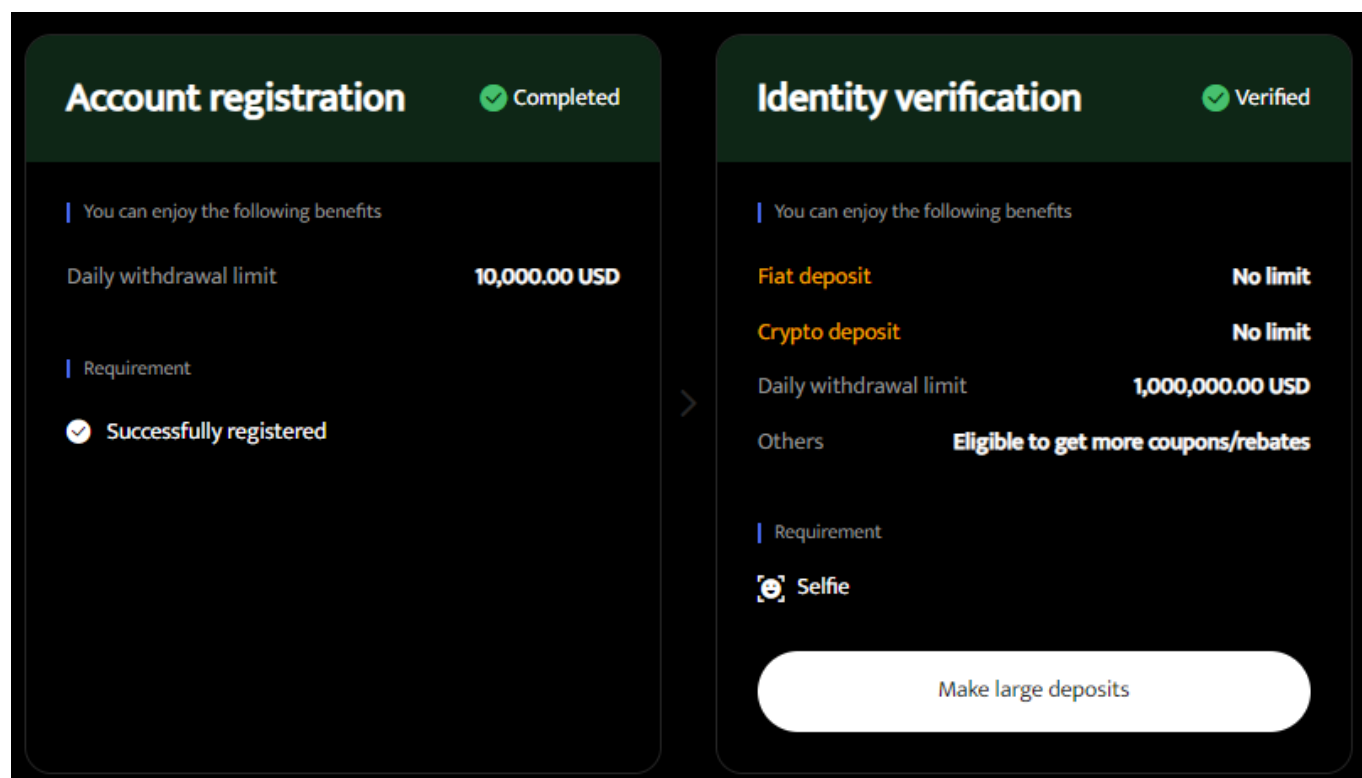 Account registration
Completed
You can enjoy the following benefits
Daily withdrawal limit 10,000.00 USD
Requirement
Successfully registered
Identity verification
Verified
You can enjoy the following benefits
Fiat deposit No limit
Crypto deposit No limit
Daily withdrawal limit 1,000,000.00 USD
Others Eligible to get more coupons/rebates
Requirement
Selfie
Make large deposits